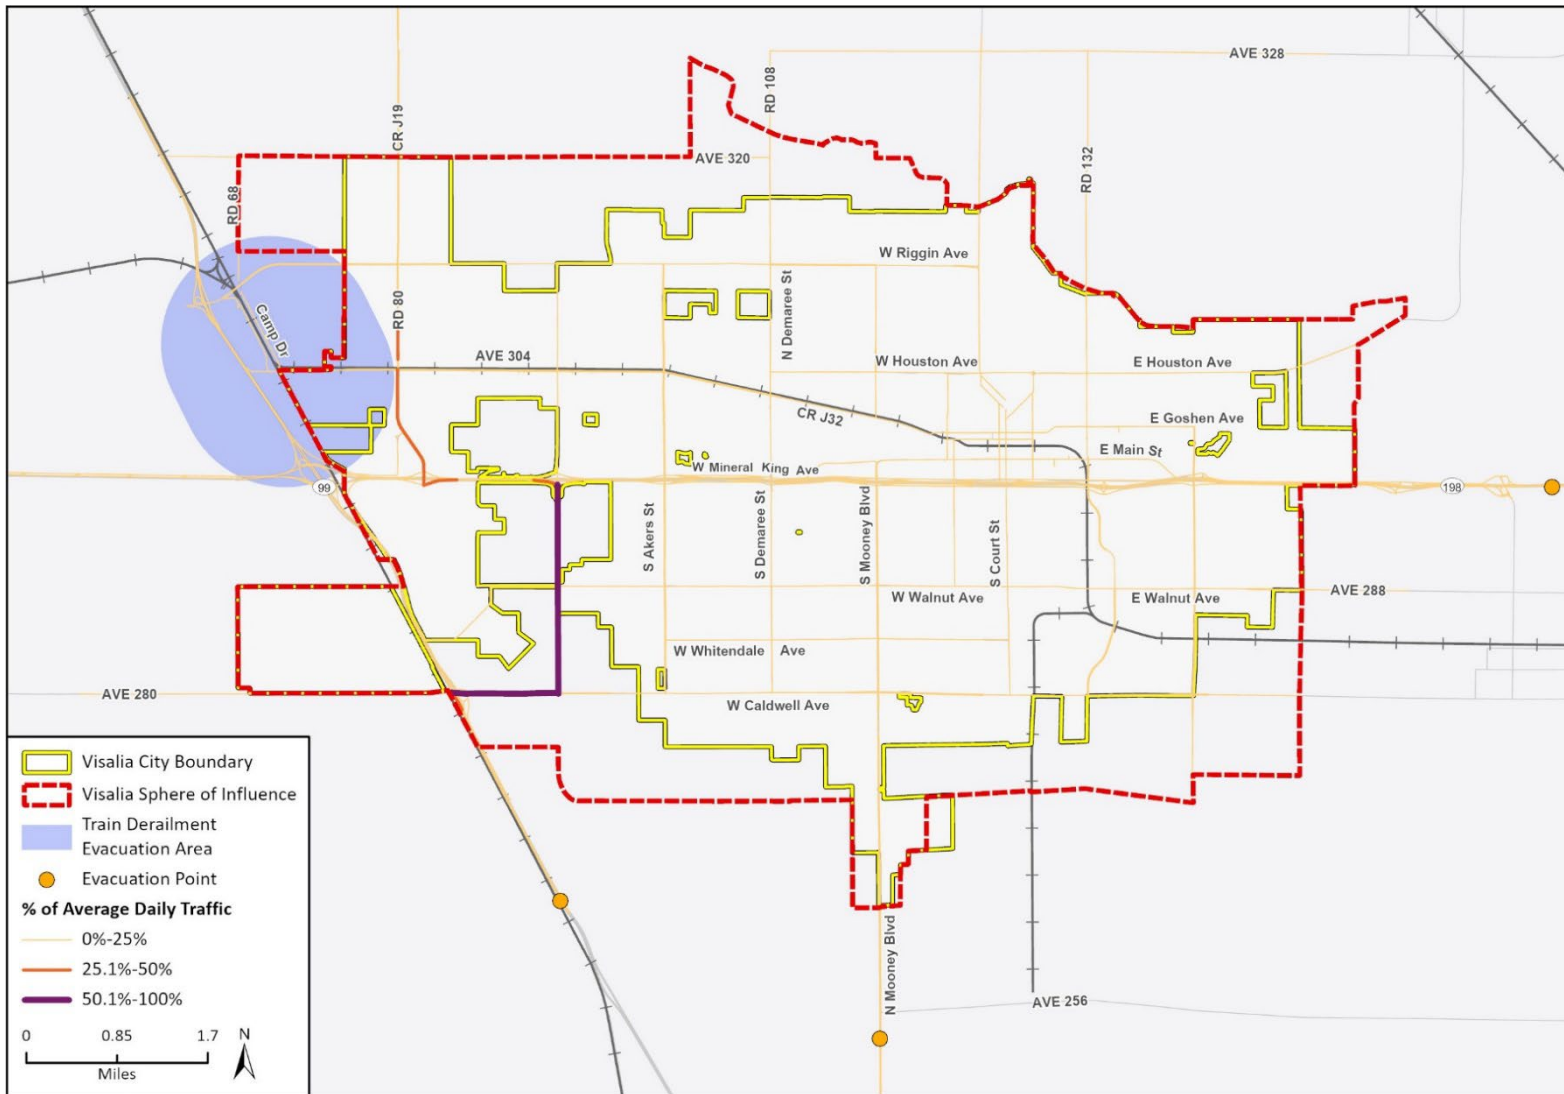 AVE 328
RD 108
CR J19
RD 132
AVE 320
RD 68
W Riggin Ave
N Demaree St
RD 80
Camp Dr
AVE 304
W Houston Ave
E Houston Ave
CR J32
E Goshen Ave
E Main St
W Mineral King Ave
99
198
S Akers St
S Demaree St
S Mooney Blvd
S Court St
W Walnut Ave
E Walnut Ave
AVE 288
W Whitendale Ave
AVE 280
W Caldwell Ave
N Mooney Blvd
AVE 256
Visalia City Boundary
Visalia Sphere of Influence
Train Derailment
Evacuation Area
Evacuation Point
% of Average Daily Traffic
0%-25%
25.1%-50%
50.1%-100%
0 0.85 1.7
Miles
N